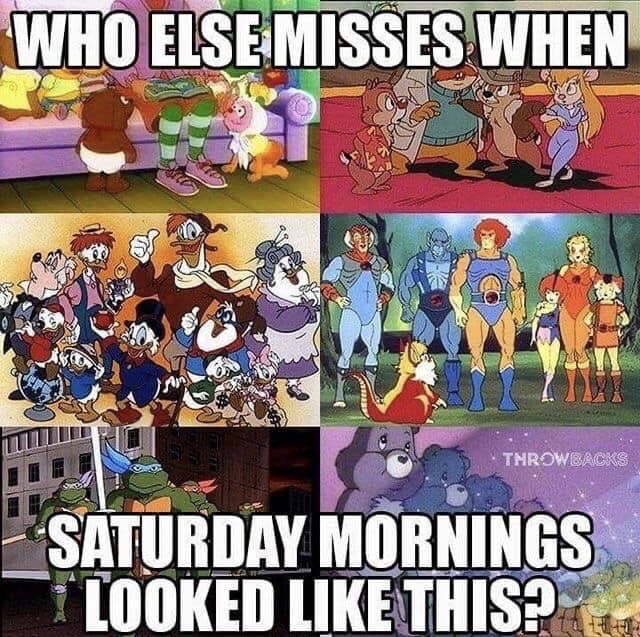 WHO ELSE MISSES WHEN
THROWBACKS
SATURDAY MORNINGS
LOOKED LIKE THIS?